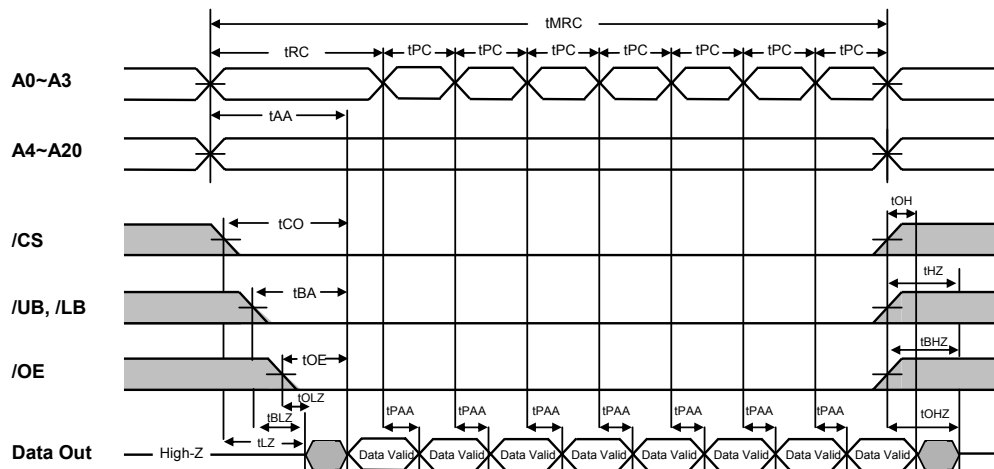 tMRC
tRC tPC tPC tPC tPC tPC tPC tPC
A0~A3
tAA
A4~A20
tCO tOH
/CS
tBA tHZ
/UB, /LB
tOE tBHZ
/OE
tOLZ
tBLZ tPAA tPAA tPAA tPAA tPAA tPAA tPAA tOHZ
tLZ
Data Out High-Z Data Valid Data Valid Data Valid Data Valid Data Valid Data Valid Data Valid Data Valid